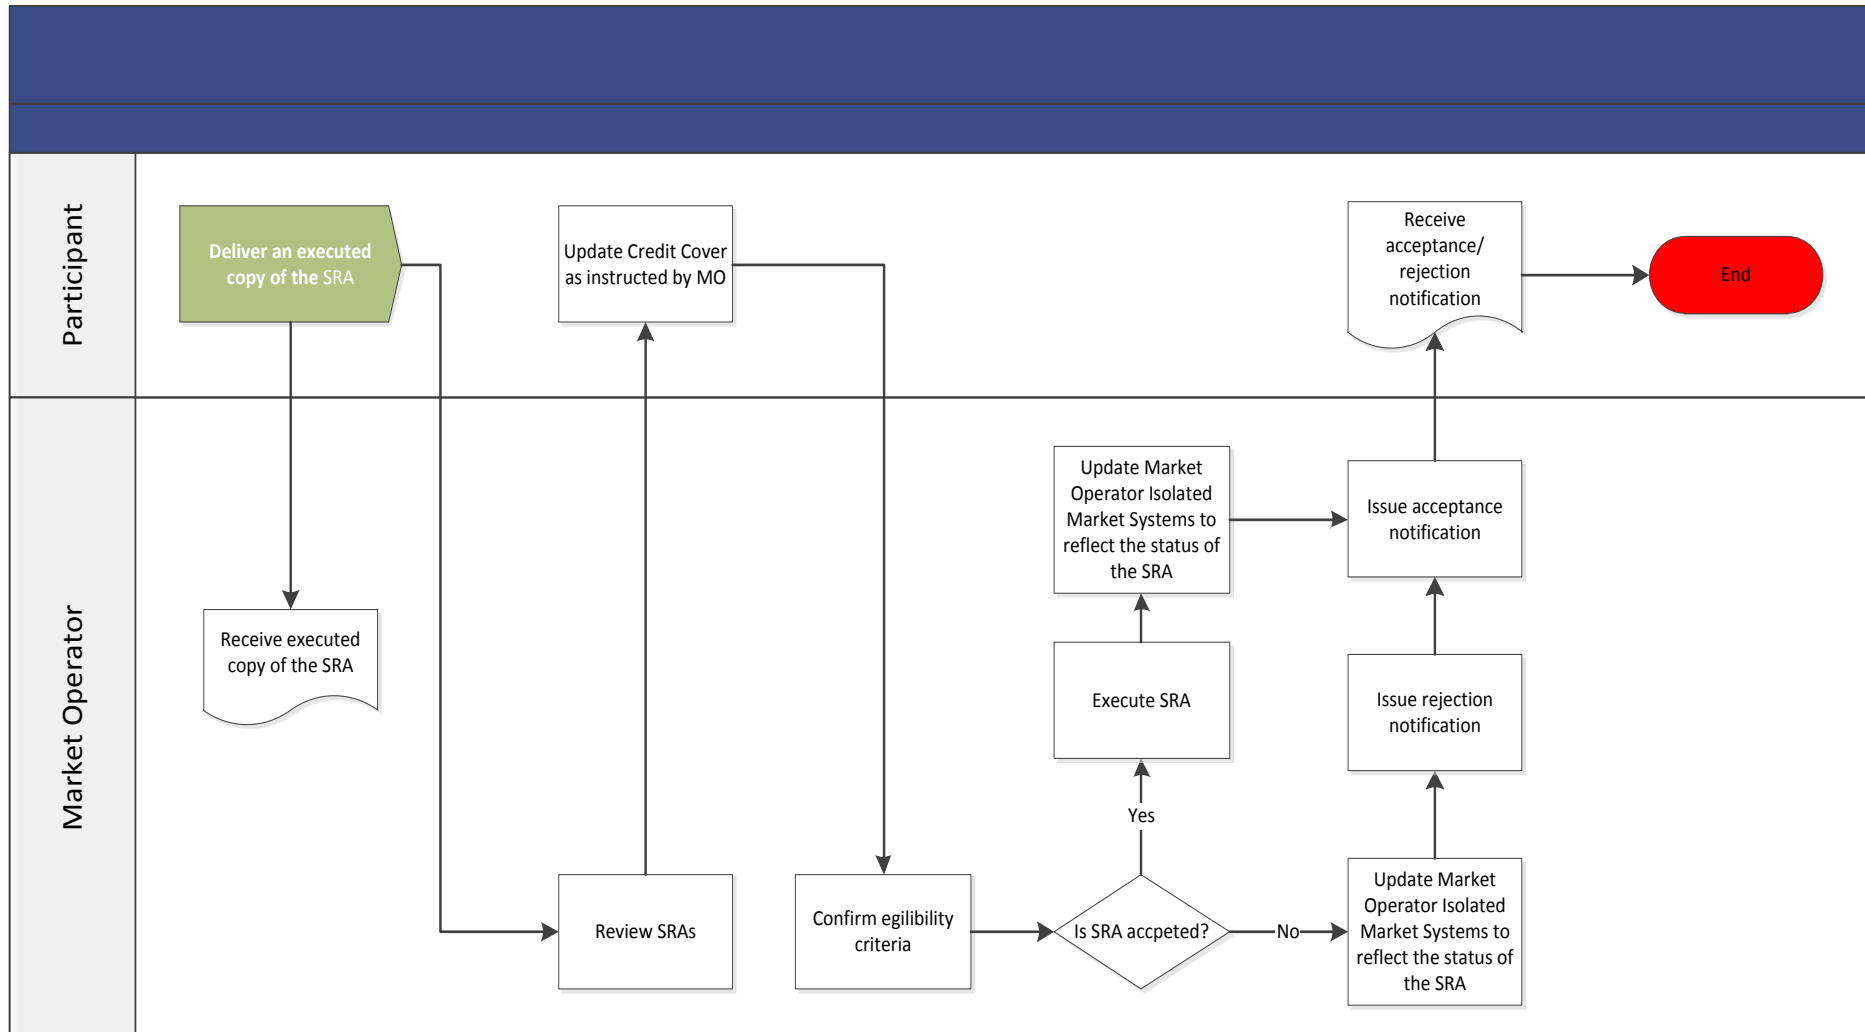 Participant
Deliver an executed
copy of the SRA
Update Credit Cover
as instructed by MO
Receive
acceptance/
rejection
notification
End
Market Operator
Receive executed
copy of the SRA
Review SRAs
Confirm egilibility
criteria
Is SRA accpeted?
Yes
No
Execute SRA
Update Market
Operator Isolated
Market Systems to
reflect the status of
the SRA
Issue acceptance
notification
Issue rejection
notification
Update Market
Operator Isolated
Market Systems to
reflect the status of
the SRA